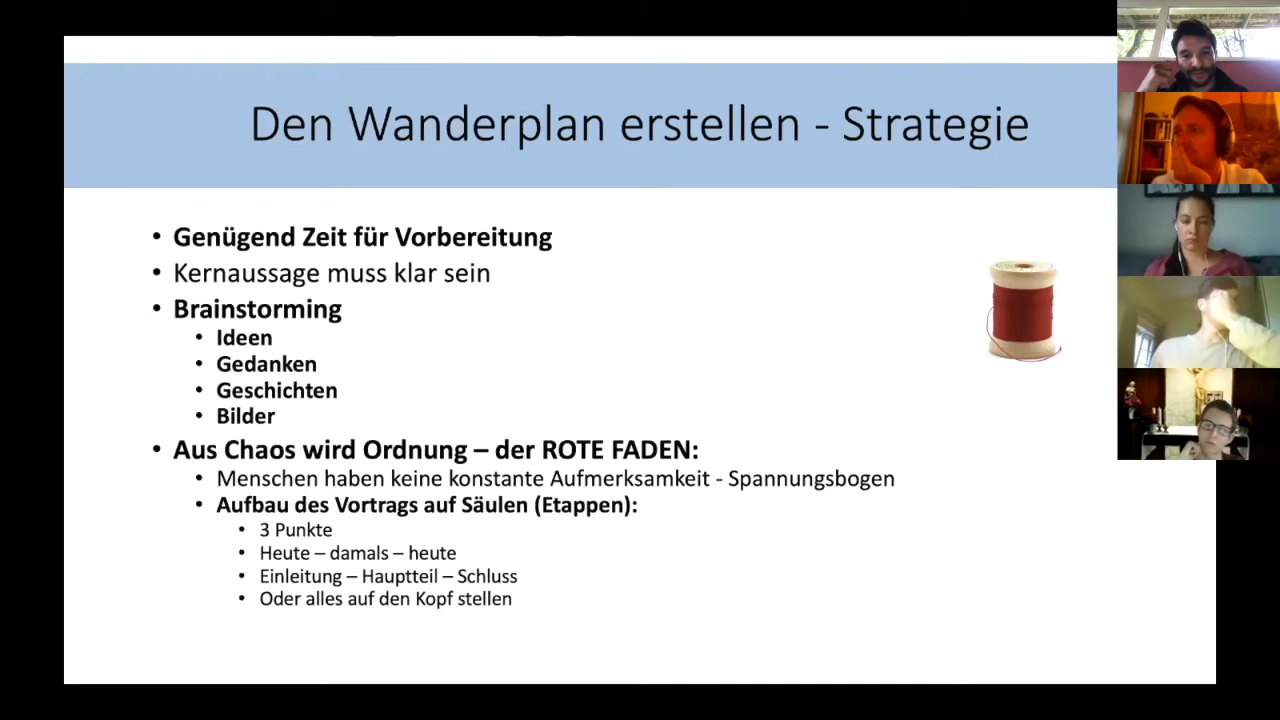 Den Wanderplan erstellen - Strategie
• Genügend Zeit für Vorbereitung
• Kernaussage muss klar sein
• Brainstorming
• Ideen
• Gedanken
• Geschichten
• Bilder
• Aus Chaos wird Ordnung – der ROTE FADEN:
• Menschen haben keine konstante Aufmerksamkeit - Spannungsbogen
• Aufbau des Vortrags auf Säulen (Etappen):
• 3 Punkte
• Heute – damals – heute
• Einleitung – Hauptteil – Schluss
• Oder alles auf den Kopf stellen